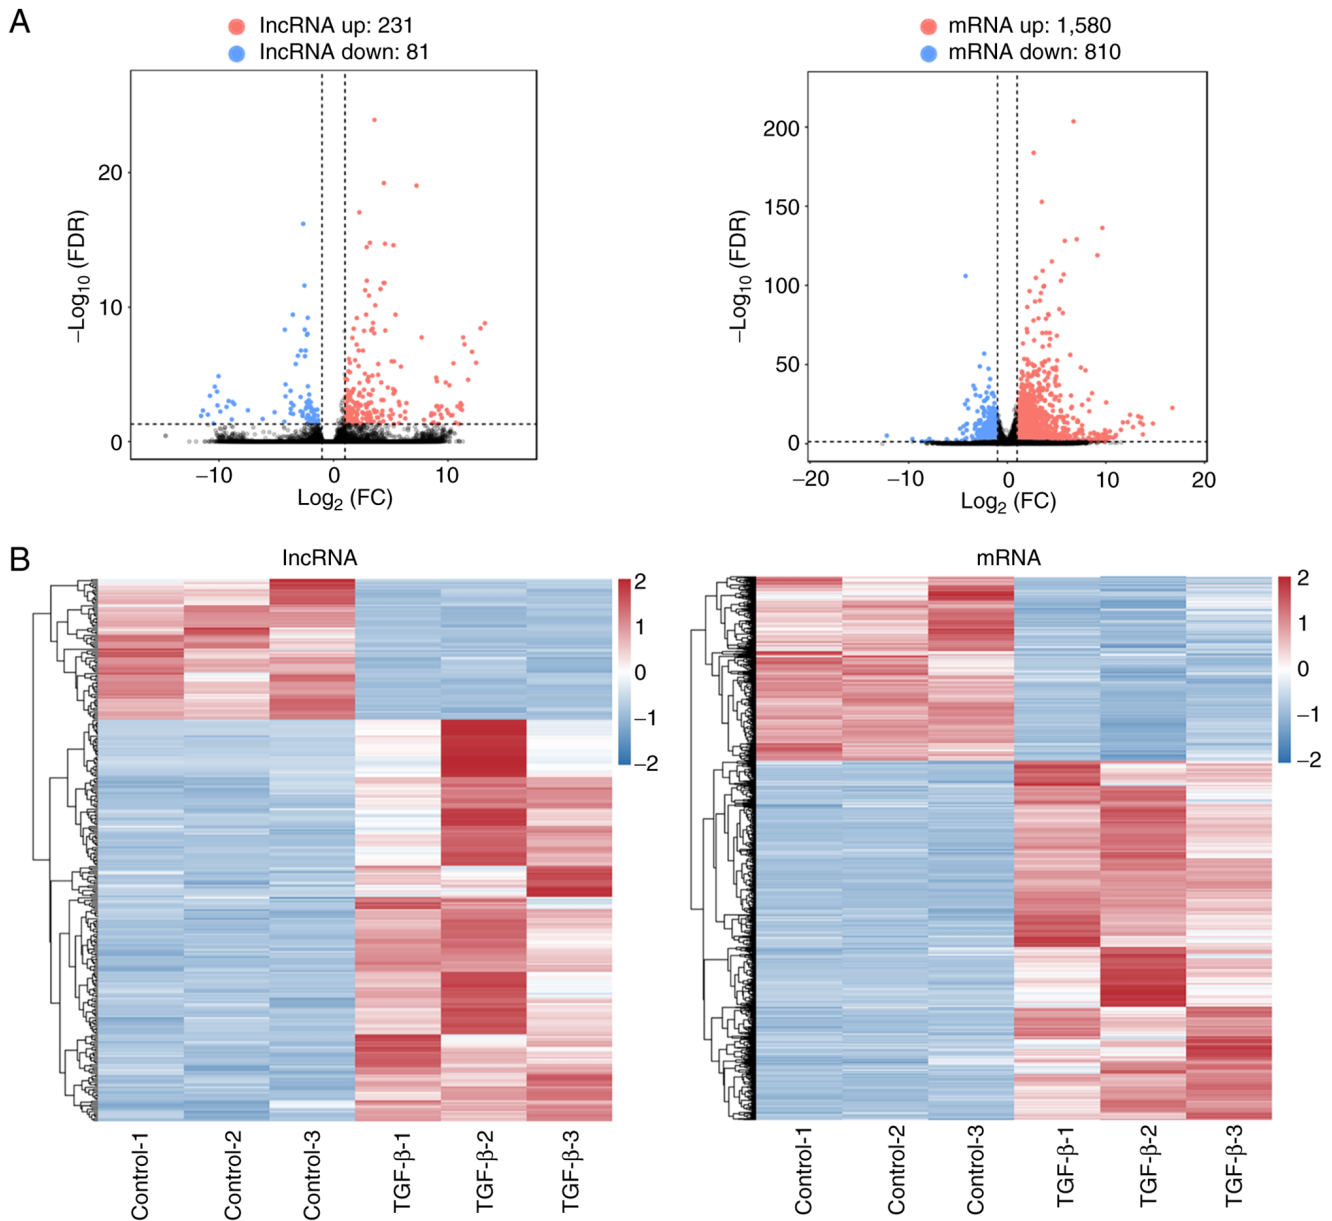 A
lncRNA up: 231
lncRNA down: 81
20
10
0
−10
0
10
−Log10 (FDR)
Log2 (FC)
mRNA up: 1,580
mRNA down: 810
200
150
100
50
0
−20
−10
0
10
20
−Log10 (FDR)
Log2 (FC)
B
lncRNA
2
1
0
−1
−2
Control-1
Control-2
Control-3
TGF-β-1
TGF-β-2
TGF-β-3
mRNA
2
1
0
−1
−2
Control-1
Control-2
Control-3
TGF-β-1
TGF-β-2
TGF-β-3